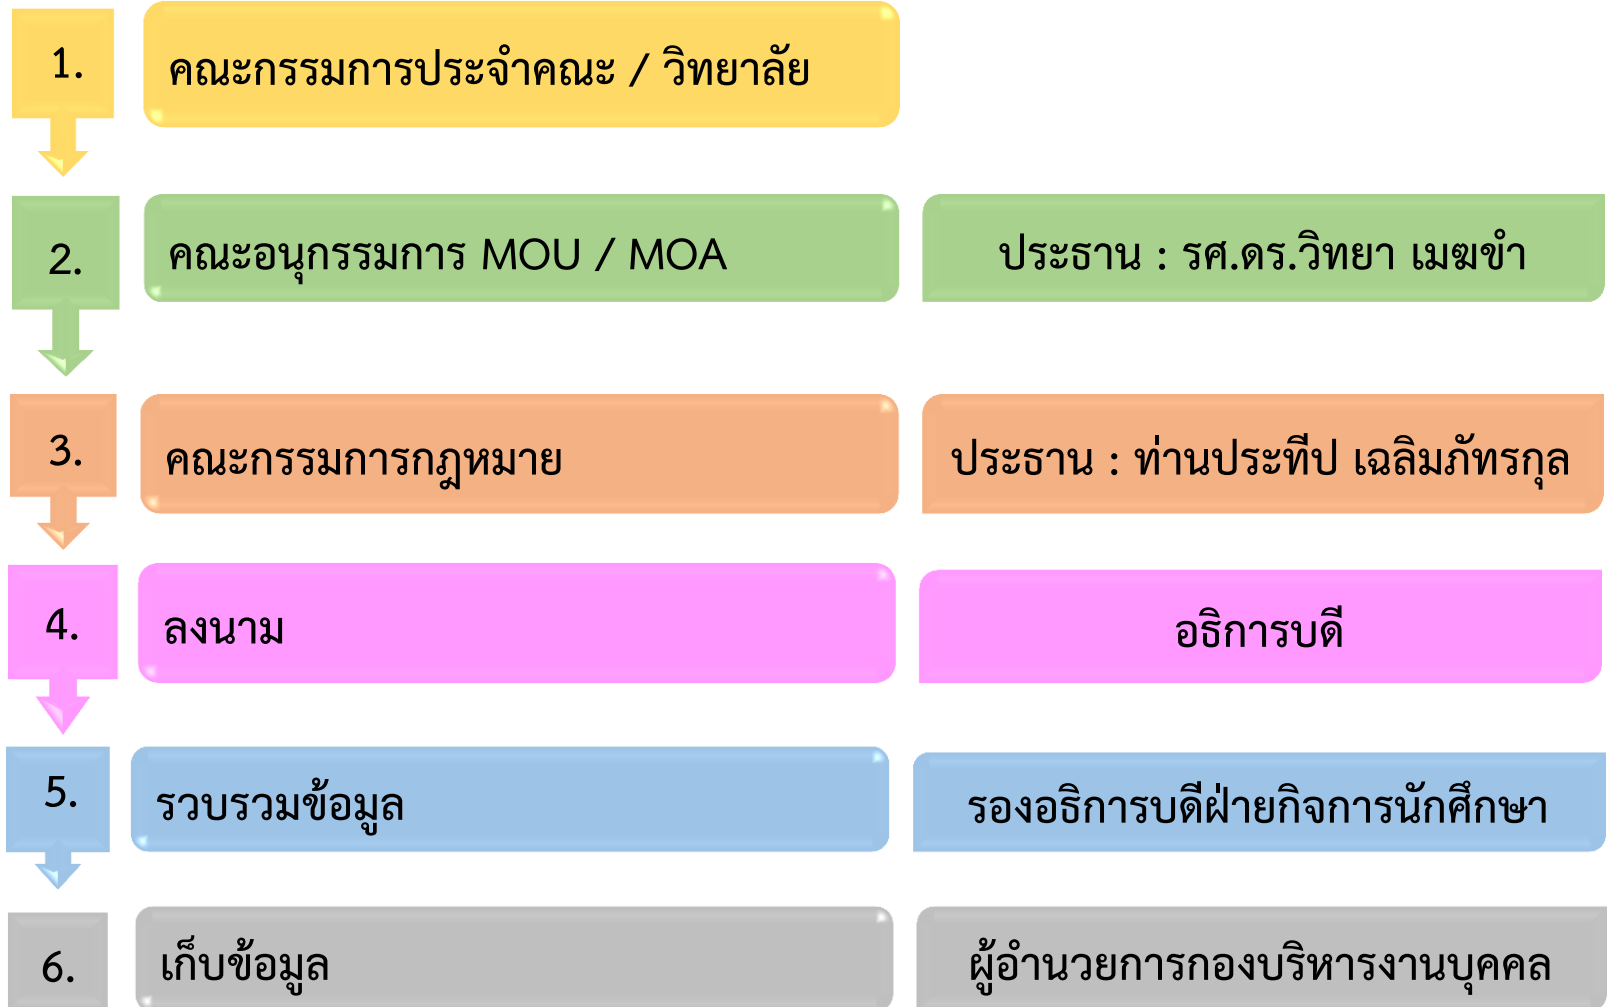 1. คณะกรรมการประจำคณะ / วิทยาลัย
2. คณะอนุกรรมการ MOU / MOA ประธาน : รศ.ดร.วิทยา เมฆขำ
3. คณะกรรมการกฎหมาย ประธาน : ท่านประทีป เฉลิมภัทรกุล
4. ลงนาม อธิการบดี
5. รวบรวมข้อมูล รองอธิการบดีฝ่ายกิจการนักศึกษา
6. เก็บข้อมูล ผู้อำนวยการกองบริหารงานบุคคล